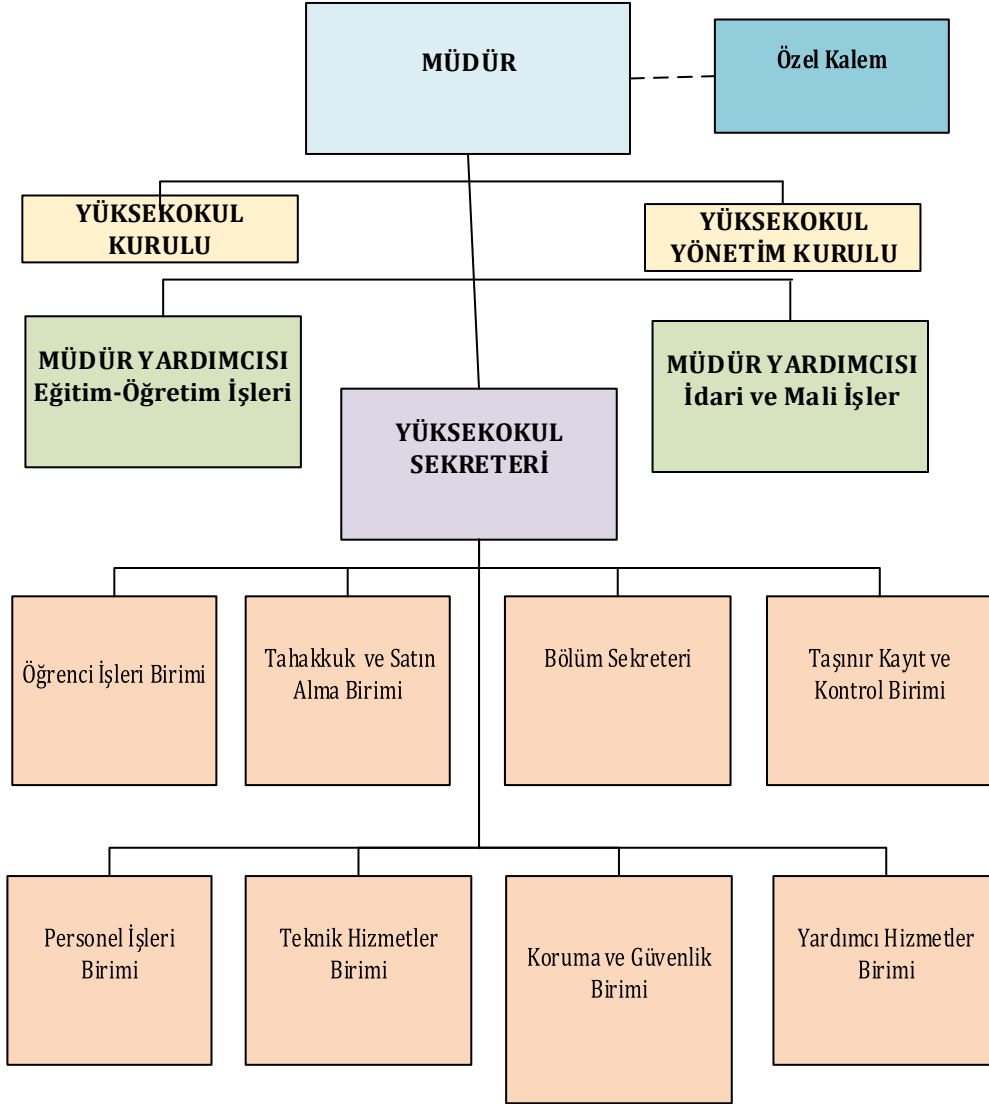 MÜDÜR
Özel Kalem
YÜKSEKOKUL
KURULU
YÜKSEKOKUL
YÖNETİM KURULU
MÜDÜR YARDIMCISI
Eğitim-Öğretim İşleri
MÜDÜR YARDIMCISI
İdari ve Mali İşler
YÜKSEKOKUL
SEKRETERİ
Öğrenci İşleri Birimi
Tahakkuk ve Satın
Alma Birimi
Bölüm Sekreteri
Taşınır Kayıt ve
Kontrol Birimi
Personel İşleri
Birimi
Teknik Hizmetler
Birimi
Koruma ve Güvenlik
Birimi
Yardımcı Hizmetler
Birimi